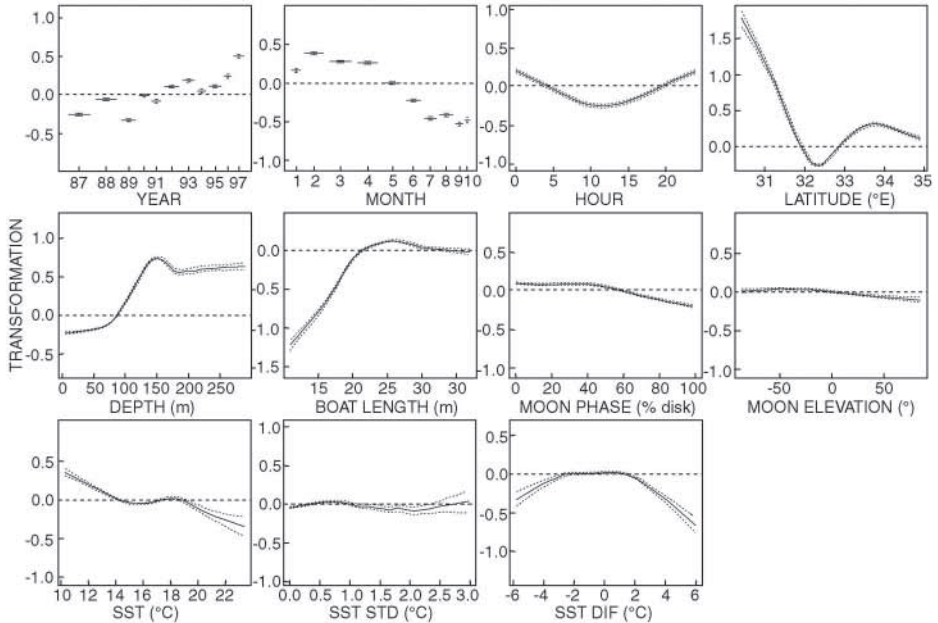 1.0
0.5
0.0
-0.5
87 88 89 91 93 95 97
YEAR
0.5
0.0
-0.5
-1.0
1 2 3 4 5 6 7 8 910
MONTH
1.0
0.5
0.0
-0.5
-1.0
0 10 20
HOUR
1.5
1.0
0.5
0.0
31 32 33 34 35
LATITUDE (°E)
TRANSFORMATION
1.0
0.5
0.0
-0.5
0 50 100 150 200 250
DEPTH (m)
0.0
-0.5
-1.0
-1.5
15 20 25 30
BOAT LENGTH (m)
0.5
0.0
-0.5
-1.0
0 20 40 60 80 100
MOON PHASE (% disk)
0.5
0.0
-0.5
-1.0
-50 0 50
MOON ELEVATION (°)
0.5
0.0
-0.5
-1.0
10 12 14 16 18 20 22
SST (°C)
1.0
0.5
0.0
-0.5
-1.0
0.0 0.5 1.0 1.5 2.0 2.5 3.0
SST STD (°C)
0.5
0.0
-0.5
-1.0
-6 -4 -2 0 2 4 6
SST DIF (°C)